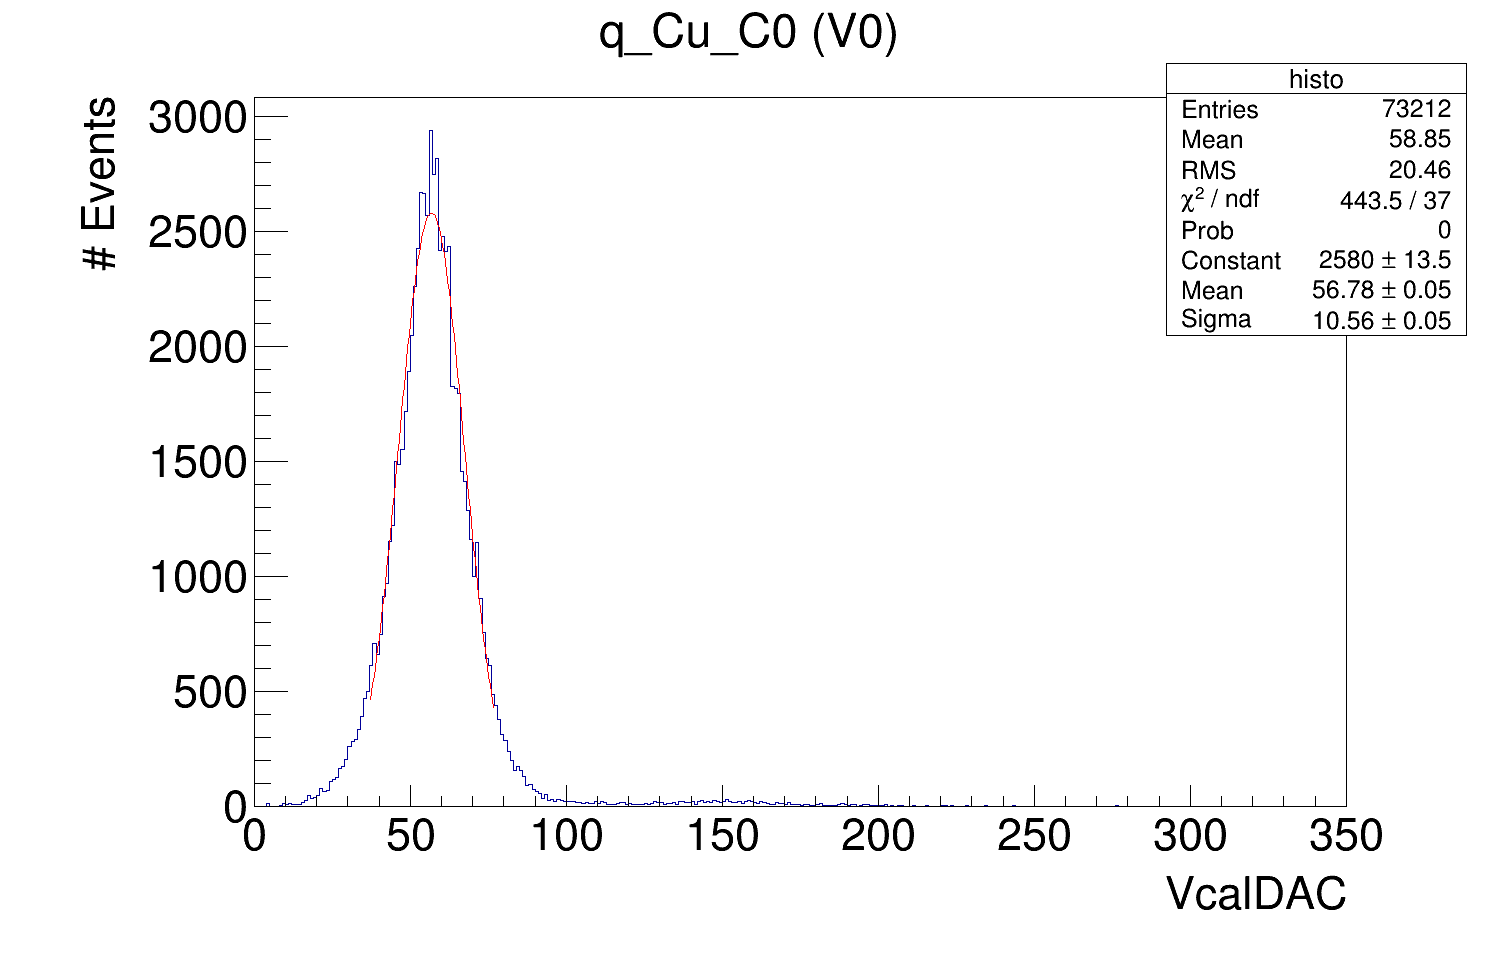 q_Cu_C0 (V0)
histo
Entries 73212
Mean 58.85
RMS 20.46
χ² / ndf 443.5 / 37
Prob 0
Constant 2580 ± 13.5
Mean 56.78 ± 0.05
Sigma 10.56 ± 0.05
# Events
3000
2500
2000
1500
1000
500
0
0 50 100 150 200 250 300 350
VcalDAC